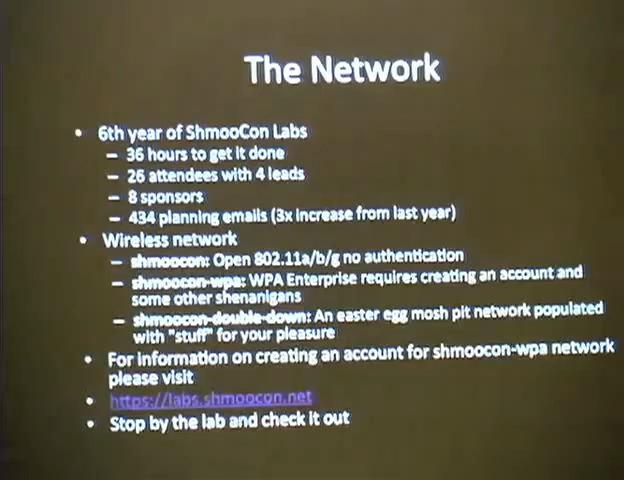 The Network
• 6th year of ShmooCon Labs
– 36 hours to get it done
– 26 attendees with 4 leads
– 8 sponsors
– 434 planning emails (3x increase from last year)
• Wireless network
– shmoocon: Open 802.11a/b/g no authentication
– shmoocon-wpa: WPA Enterprise requires creating an account and
some other shenanigans
– shmoocon-double-down: An easter egg mosh pit network populated
with "stuff" for your pleasure
• For information on creating an account for shmoocon-wpa network
please visit
• https://labs.shmoocon.net
• Stop by the lab and check it out